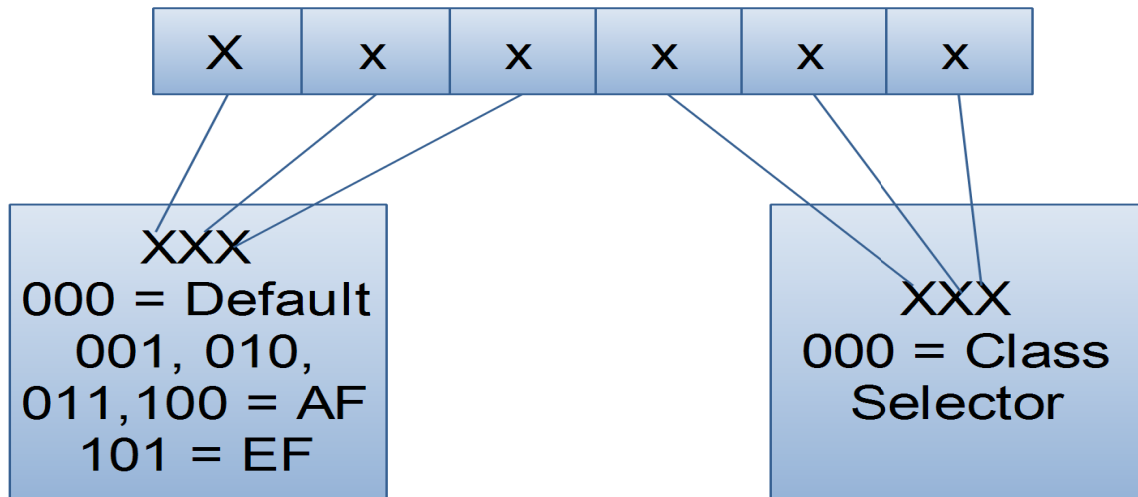 X x x x x x
XXX
000 = Default
001, 010,
011,100 = AF
101 = EF
XXX
000 = Class
Selector